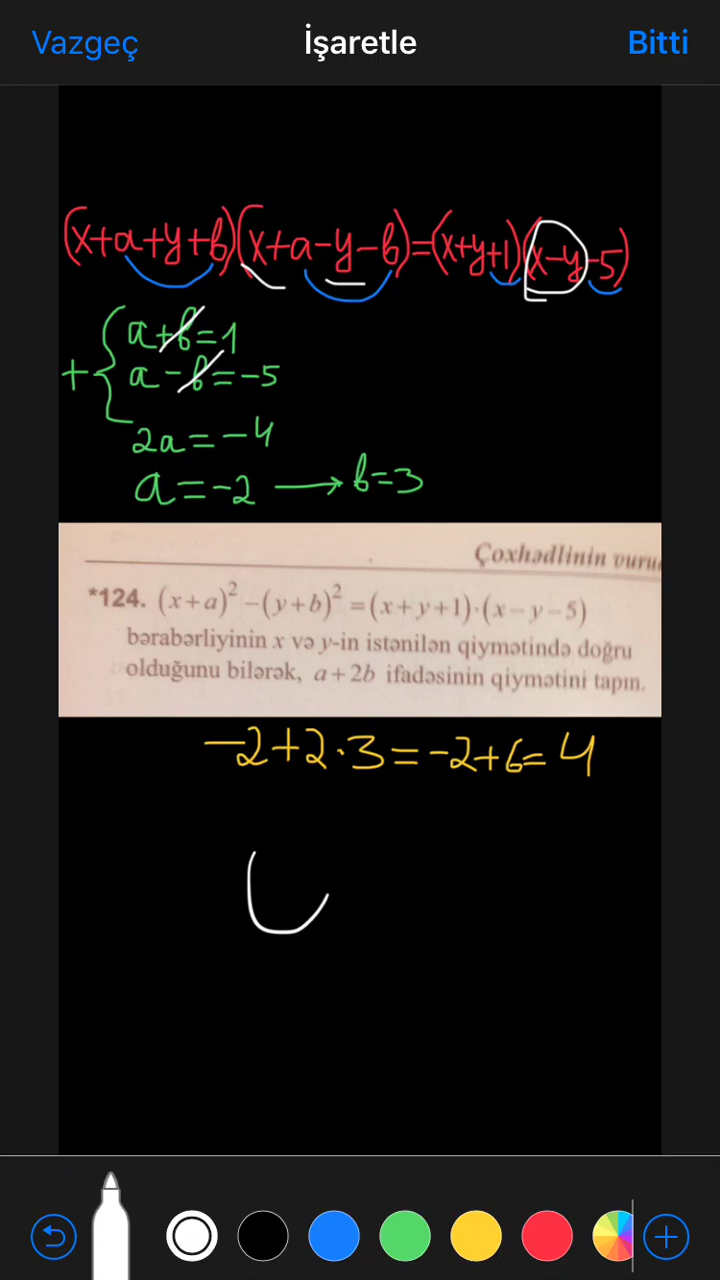 Vazgeç İşaretle Bitti
(x+a+y+b)(x+a-y-b)=(x+y+1)(x-y-5)
a+b=1
+ a-b=-5
2a=-4
a=-2 → b=3
Çoxhədlinin vuru
*124. (x+a)² -(y+b)² =(x+y+1)·(x-y-5)
bərabərliyinin x və y-in istənilən qiymətində doğru
olduğunu bilərək, a+2b ifadəsinin qiymətini tapın.
-2+2·3=-2+6=4